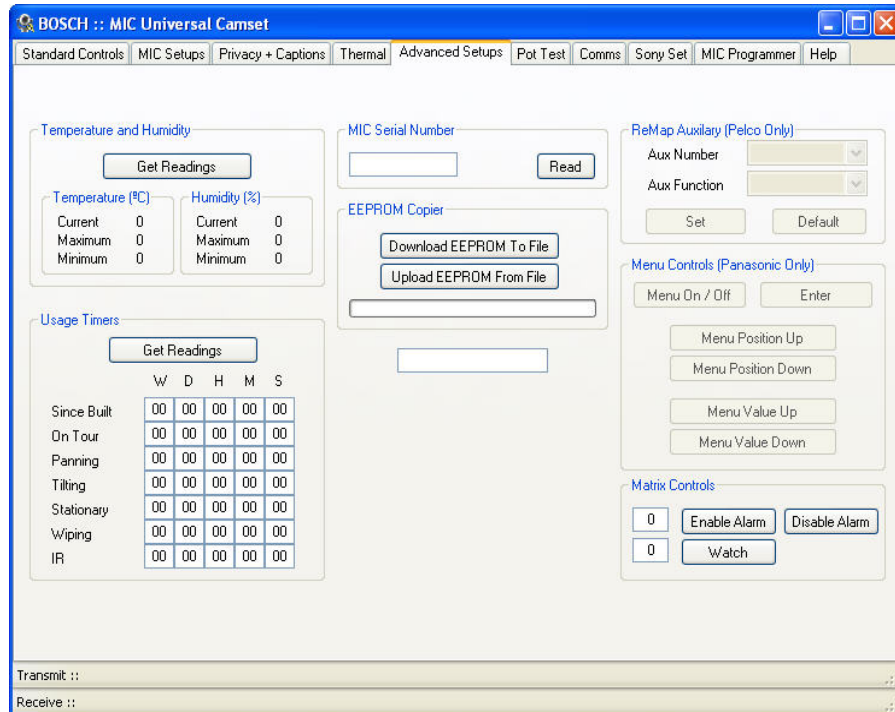 BOSCH :: MIC Universal Camset
Standard Controls MIC Setups Privacy + Captions Thermal Advanced Setups Pot Test Comms Sony Set MIC Programmer Help
Temperature and Humidity
Get Readings
Temperature (ºC) Humidity (%)
Current 0 Current 0
Maximum 0 Maximum 0
Minimum 0 Minimum 0
Usage Timers
Get Readings
W D H M S
Since Built 00 00 00 00 00
On Tour 00 00 00 00 00
Panning 00 00 00 00 00
Tilting 00 00 00 00 00
Stationary 00 00 00 00 00
Wiping 00 00 00 00 00
IR 00 00 00 00 00
MIC Serial Number
Read
EEPROM Copier
Download EEPROM To File
Upload EEPROM From File
ReMap Auxilary (Pelco Only)
Aux Number
Aux Function
Set Default
Menu Controls (Panasonic Only)
Menu On / Off Enter
Menu Position Up
Menu Position Down
Menu Value Up
Menu Value Down
Matrix Controls
0 Enable Alarm Disable Alarm
0 Watch
Transmit ::
Receive ::